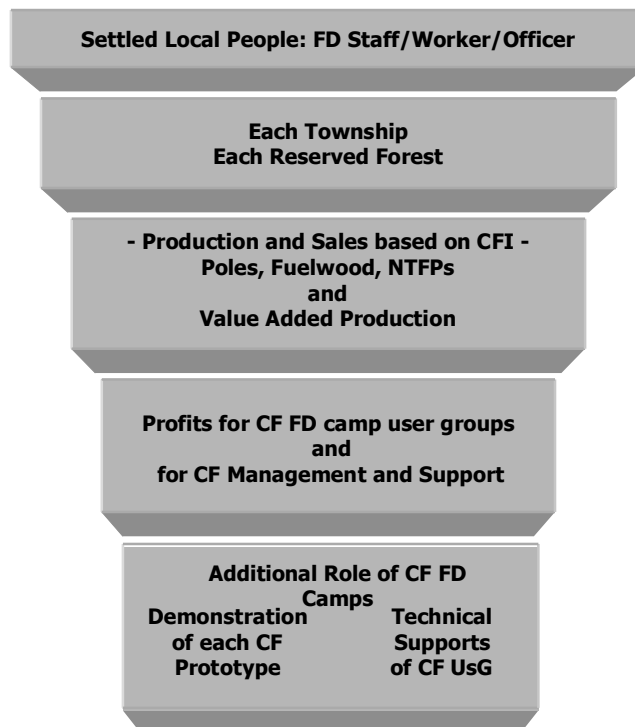 Settled Local People: FD Staff/Worker/Officer
Each Township
Each Reserved Forest
- Production and Sales based on CFI -
Poles, Fuelwood, NTFPs
and
Value Added Production
Profits for CF FD camp user groups
and
for CF Management and Support
Additional Role of CF FD
Camps
Demonstration
of each CF
Prototype
Technical
Supports
of CF UsG